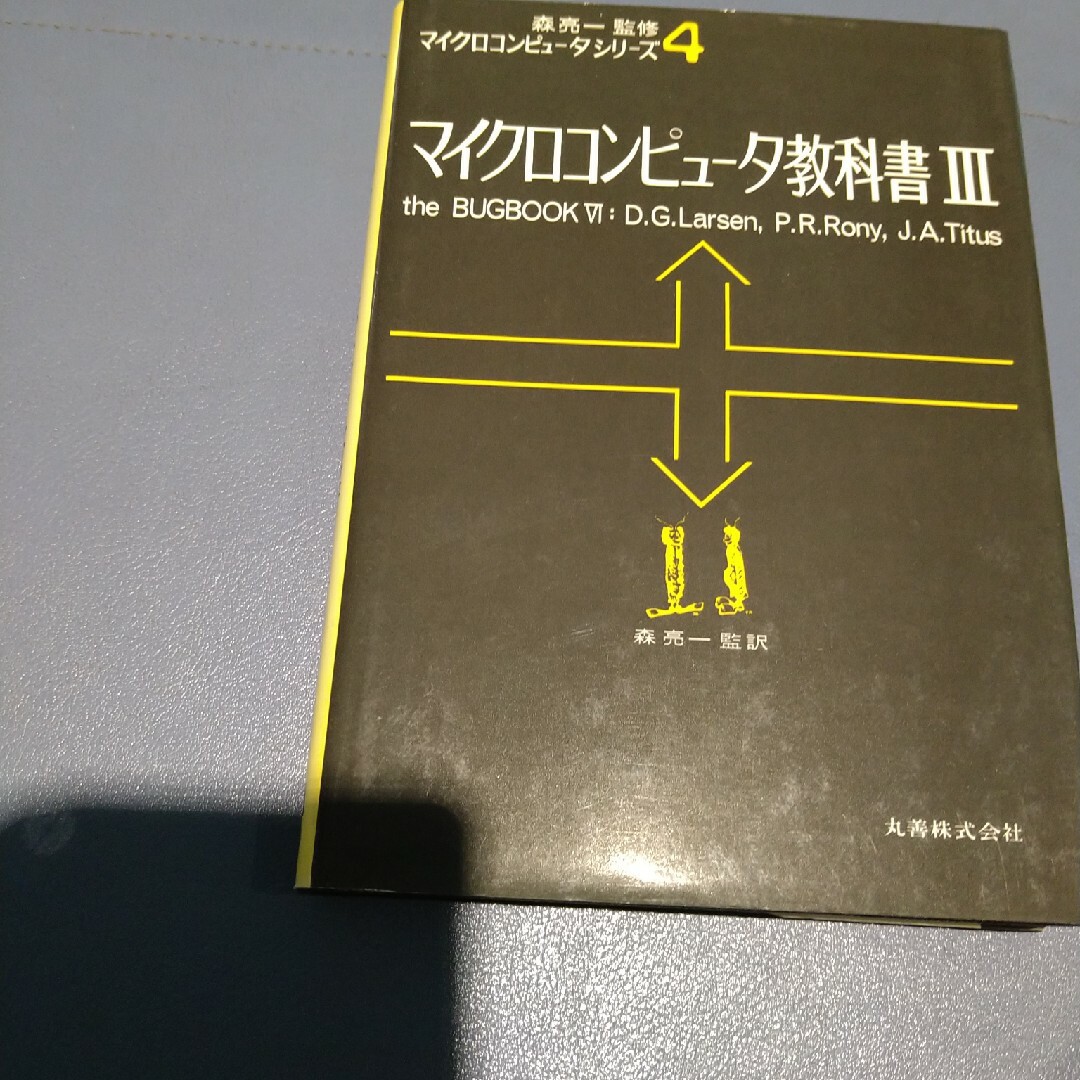 森亮一 監修
マイクロコンピュータシリーズ4
マイクロコンピュータ教科書 III
the BUGBOOK VI : D.G.Larsen, P.R.Rony, J.A.Titus
森亮一 監訳
丸善株式会社